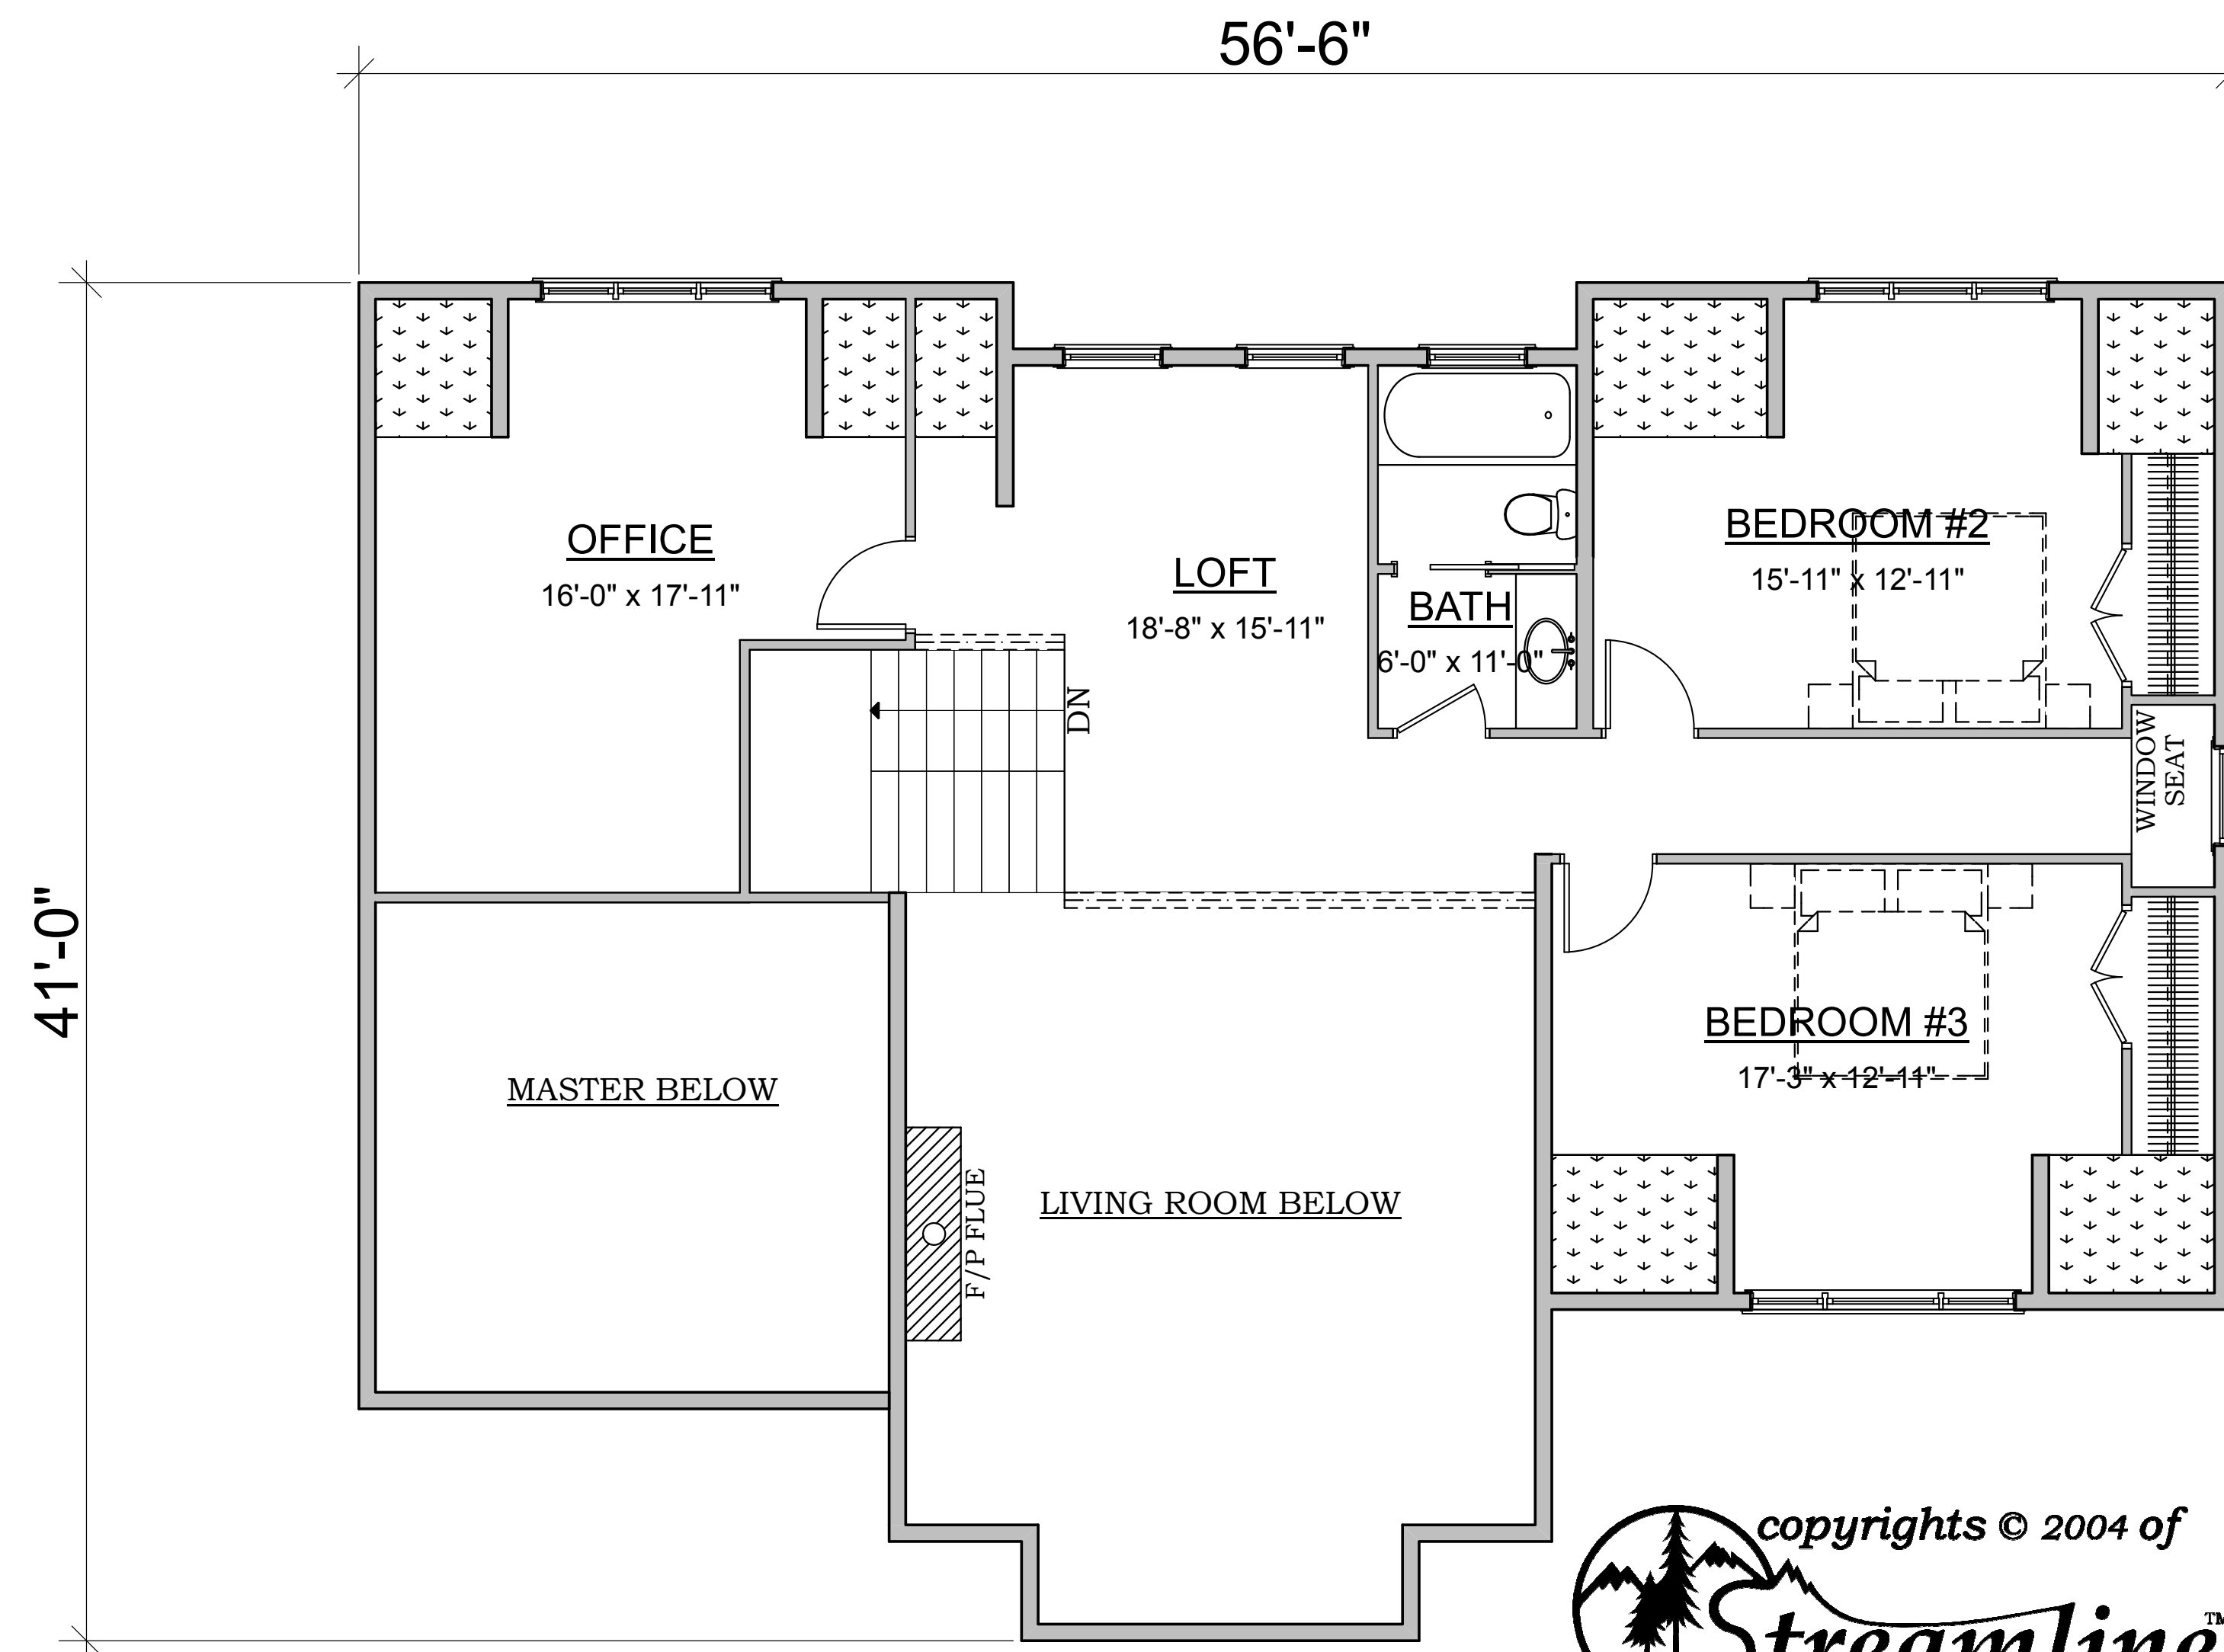 56'-6"
41'-0"
OFFICE
16'-0" x 17'-11"
LOFT
18'-8" x 15'-11"
BATH
6'-0" x 11'-0"
BEDROOM #2
15'-11" x 12'-11"
DN
WINDOW
SEAT
BEDROOM #3
17'-3" x 12'-11"
MASTER BELOW
LIVING ROOM BELOW
F/P FLUE
copyrights © 2004 of
Streamline™